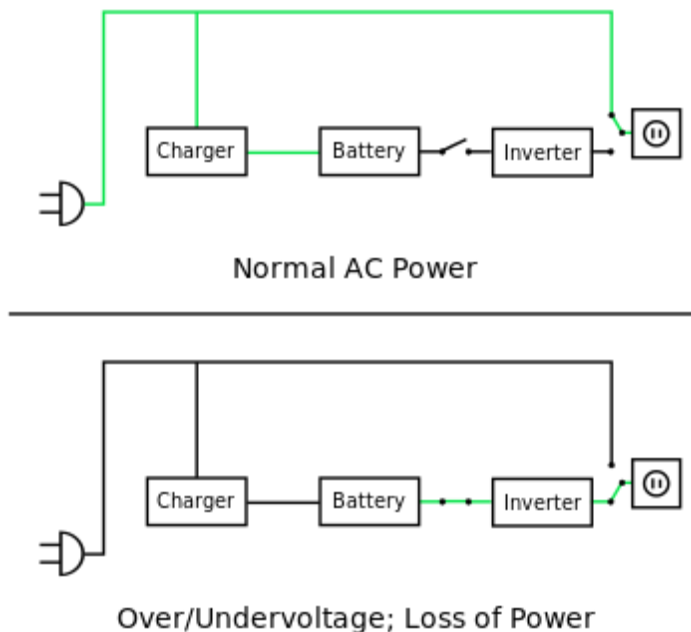 Charger
Battery
Inverter
Normal AC Power
Charger
Battery
Inverter
Over/Undervoltage; Loss of Power